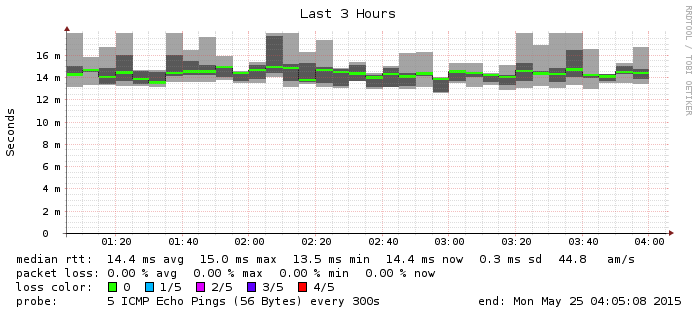 Last 3 Hours
RRDTOOL / TOBI OETIKER
Seconds
16 m
14 m
12 m
10 m
8 m
6 m
4 m
2 m
0
01:20 01:40 02:00 02:20 02:40 03:00 03:20 03:40 04:00
median rtt: 14.4 ms avg 15.0 ms max 13.5 ms min 14.4 ms now 0.3 ms sd 44.8 am/s
packet loss: 0.00 % avg 0.00 % max 0.00 % min 0.00 % now
loss color: 0 1/5 2/5 3/5 4/5
probe: 5 ICMP Echo Pings (56 Bytes) every 300s end: Mon May 25 04:05:08 2015